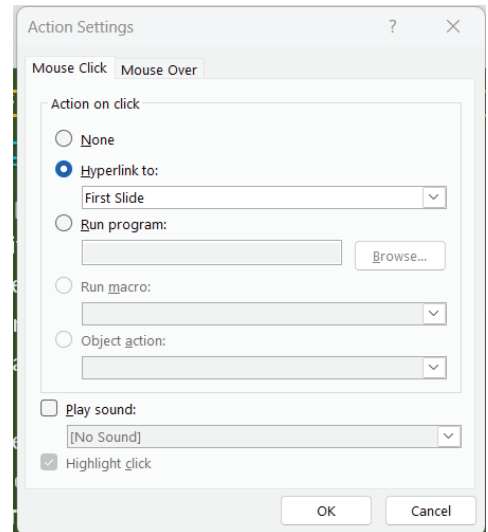 Action Settings
Mouse Click Mouse Over
Action on click
None
Hyperlink to:
First Slide
Run program:
Browse...
Run macro:
Object action:
Play sound:
[No Sound]
Highlight click
OK Cancel